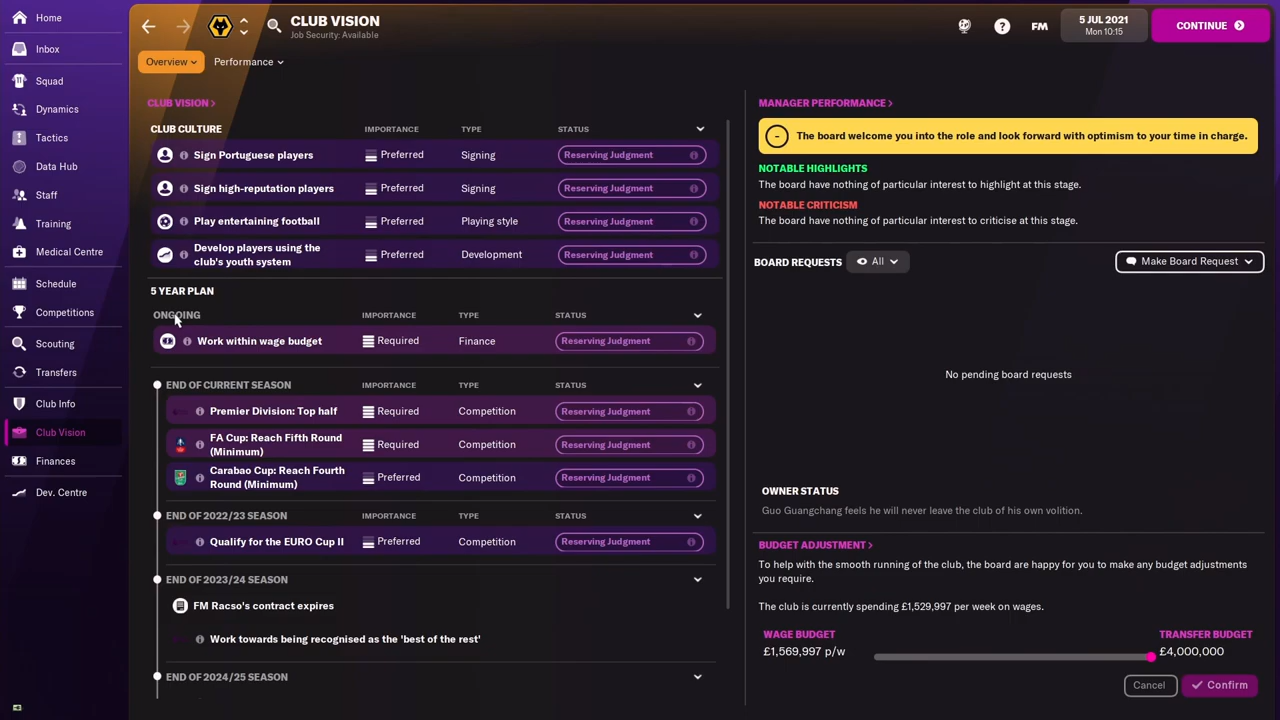 Home
Inbox
Squad
Dynamics
Tactics
Data Hub
Staff
Training
Medical Centre
Schedule
Competitions
Scouting
Transfers
Club Info
Club Vision
Finances
Dev. Centre
CLUB VISION
Job Security: Available
FM
5 JUL 2021
Mon 10:15
CONTINUE
Overview
Performance
CLUB VISION >
CLUB CULTURE IMPORTANCE TYPE STATUS
Sign Portuguese players Preferred Signing Reserving Judgment
Sign high-reputation players Preferred Signing Reserving Judgment
Play entertaining football Preferred Playing style Reserving Judgment
Develop players using the
club's youth system Preferred Development Reserving Judgment
5 YEAR PLAN
ONGOING IMPORTANCE TYPE STATUS
Work within wage budget Required Finance Reserving Judgment
END OF CURRENT SEASON IMPORTANCE TYPE STATUS
Premier Division: Top half Required Competition Reserving Judgment
FA Cup: Reach Fifth Round
(Minimum) Required Competition Reserving Judgment
Carabao Cup: Reach Fourth
Round (Minimum) Preferred Competition Reserving Judgment
END OF 2022/23 SEASON IMPORTANCE TYPE STATUS
Qualify for the EURO Cup II Preferred Competition Reserving Judgment
END OF 2023/24 SEASON
FM Racso's contract expires
Work towards being recognised as the 'best of the rest'
END OF 2024/25 SEASON
MANAGER PERFORMANCE >
The board welcome you into the role and look forward with optimism to your time in charge.
NOTABLE HIGHLIGHTS
The board have nothing of particular interest to highlight at this stage.
NOTABLE CRITICISM
The board have nothing of particular interest to criticise at this stage.
BOARD REQUESTS All Make Board Request
No pending board requests
OWNER STATUS
Guo Guangchang feels he will never leave the club of his own volition.
BUDGET ADJUSTMENT >
To help with the smooth running of the club, the board are happy for you to make any budget adjustments
you require.
The club is currently spending £1,529,997 per week on wages.
WAGE BUDGET TRANSFER BUDGET
£1,569,997 p/w £4,000,000
Cancel Confirm